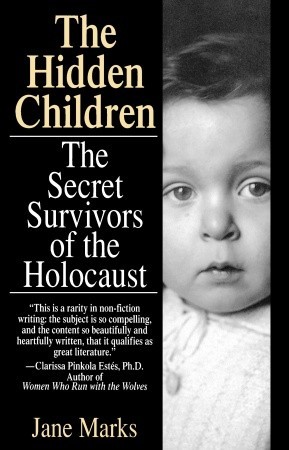 The
Hidden
Children
The
Secret
Survivors
of the
Holocaust
"This is a rarity in non-fiction
writing: the subject is so compelling,
and the content so beautifully and
heartfully written, that it qualifies as
great literature."
—Clarissa Pinkola Estés, Ph.D.
Author of
Women Who Run with the Wolves
Jane Marks